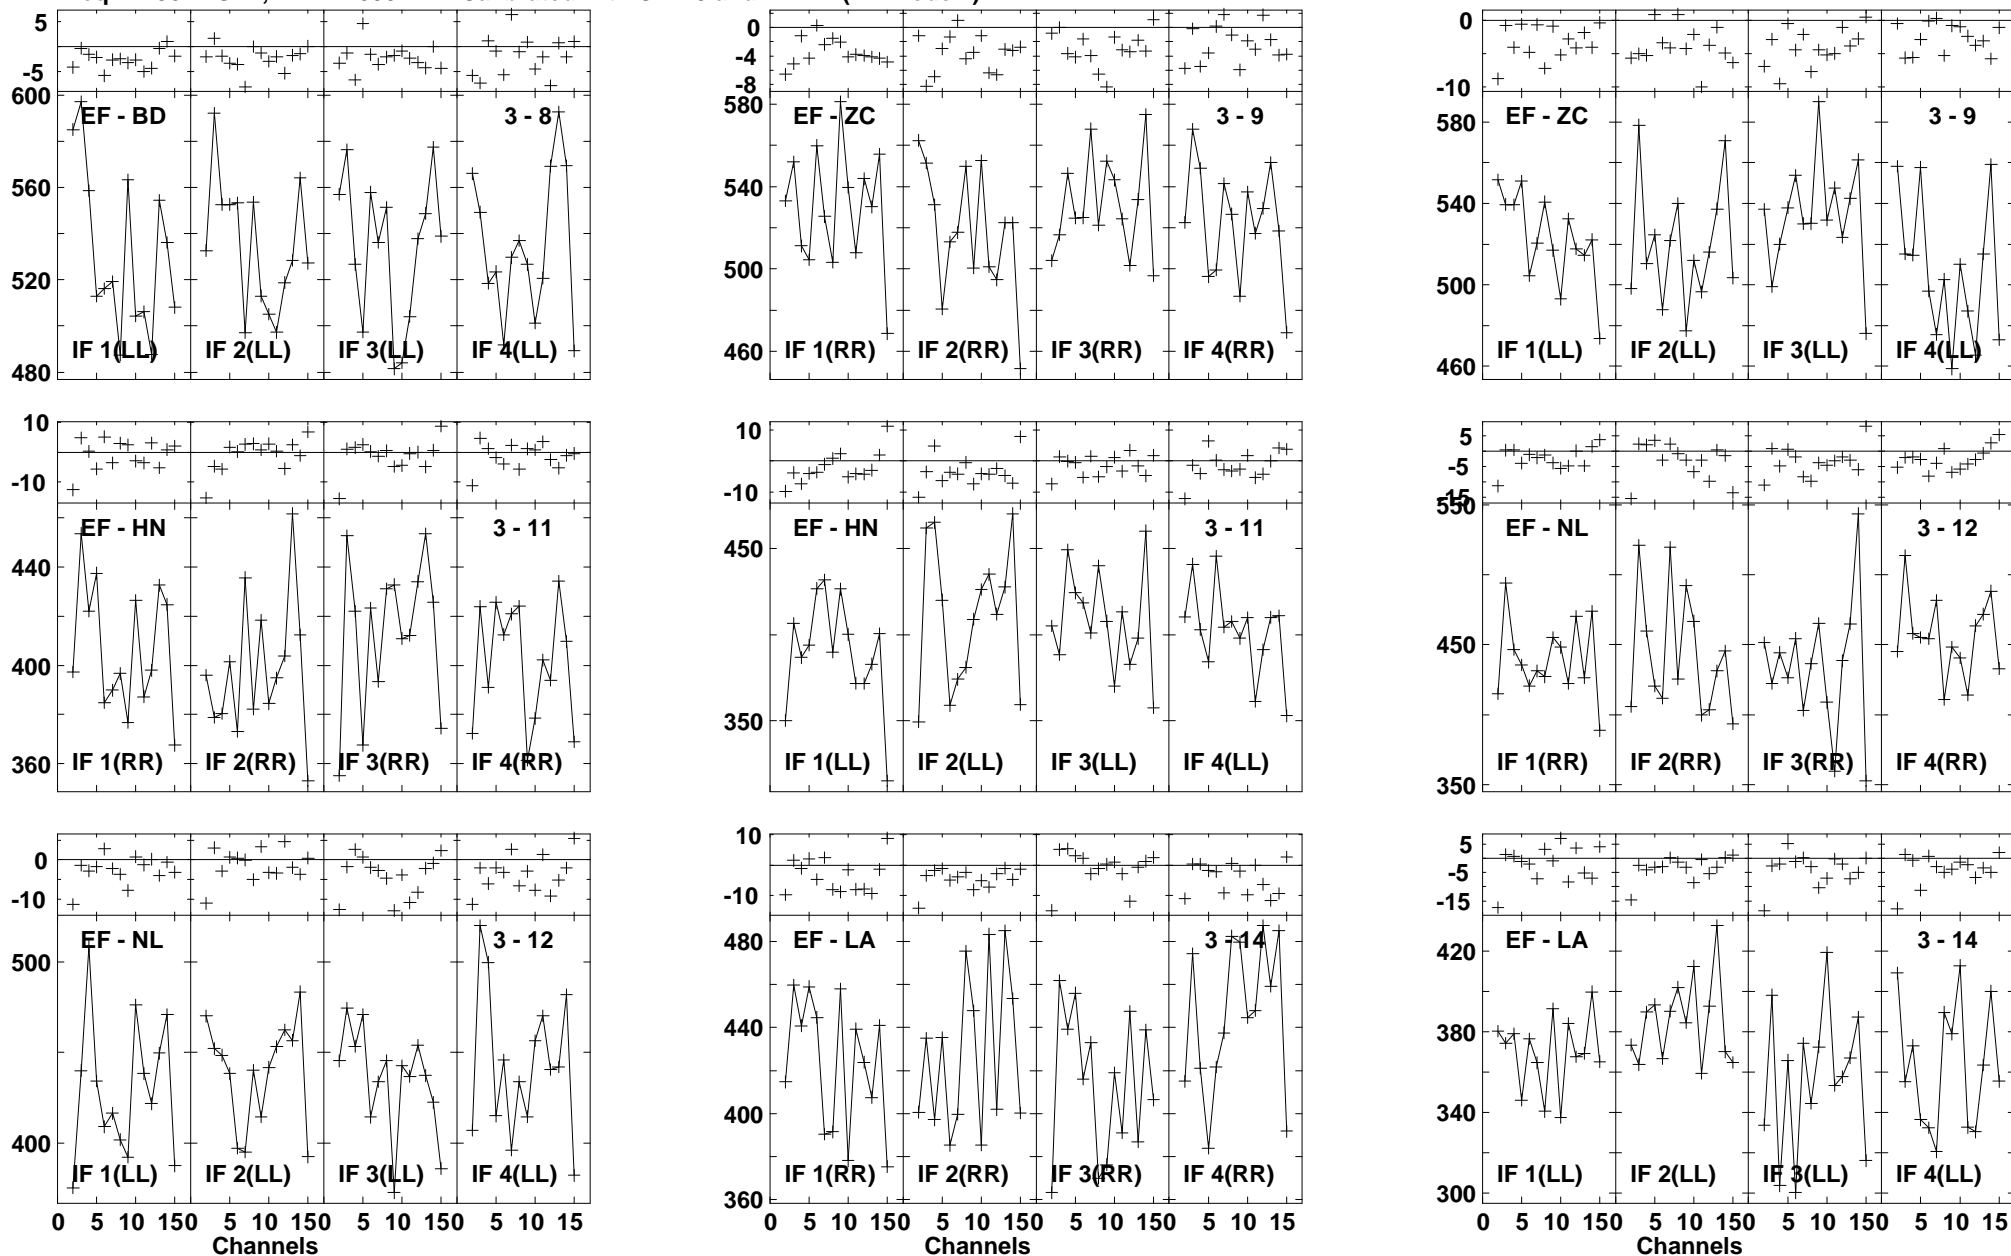 5
-5
600
EF - BD
3 - 8
560
520
IF 1(LL)
IF 2(LL)
IF 3(LL)
IF 4(LL)
480
0
-4
-8
580
EF - ZC
3 - 9
540
500
460
IF 1(RR)
IF 2(RR)
IF 3(RR)
IF 4(RR)
0
-10
580
EF - ZC
3 - 9
540
500
460
IF 1(LL)
IF 2(LL)
IF 3(LL)
IF 4(LL)
10
0
-10
EF - HN
3 - 11
440
400
360
IF 1(RR)
IF 2(RR)
IF 3(RR)
IF 4(RR)
10
0
-10
EF - HN
3 - 11
450
350
IF 1(LL)
IF 2(LL)
IF 3(LL)
IF 4(LL)
5
-5
-15
550
EF - NL
3 - 12
450
350
IF 1(RR)
IF 2(RR)
IF 3(RR)
IF 4(RR)
0
-10
EF - NL
3 - 12
500
400
IF 1(LL)
IF 2(LL)
IF 3(LL)
IF 4(LL)
0 5 10 150 5 10 150 5 10 150 5 10 15
Channels
10
0
-10
EF - LA
3 - 14
480
440
400
360
IF 1(RR)
IF 2(RR)
IF 3(RR)
IF 4(RR)
0 5 10 150 5 10 150 5 10 150 5 10 15
Channels
5
-5
-15
EF - LA
3 - 14
420
380
340
300
IF 1(LL)
IF 2(LL)
IF 3(LL)
IF 4(LL)
0 5 10 150 5 10 150 5 10 150 5 10 15
Channels